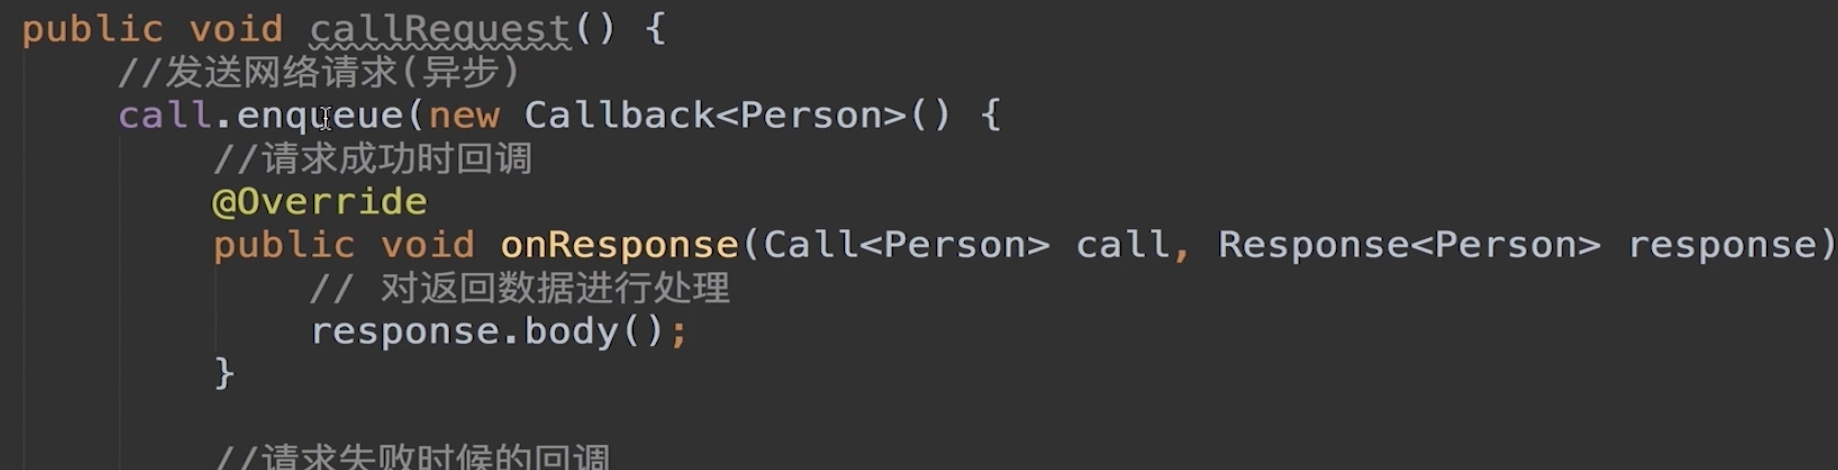 public void callRequest() {
//发送网络请求(异步)
call.enqueue(new Callback<Person>() {
//请求成功时回调
@Override
public void onResponse(Call<Person> call, Response<Person> response)
// 对返回数据进行处理
response.body();
}
//请求失败时候的回调